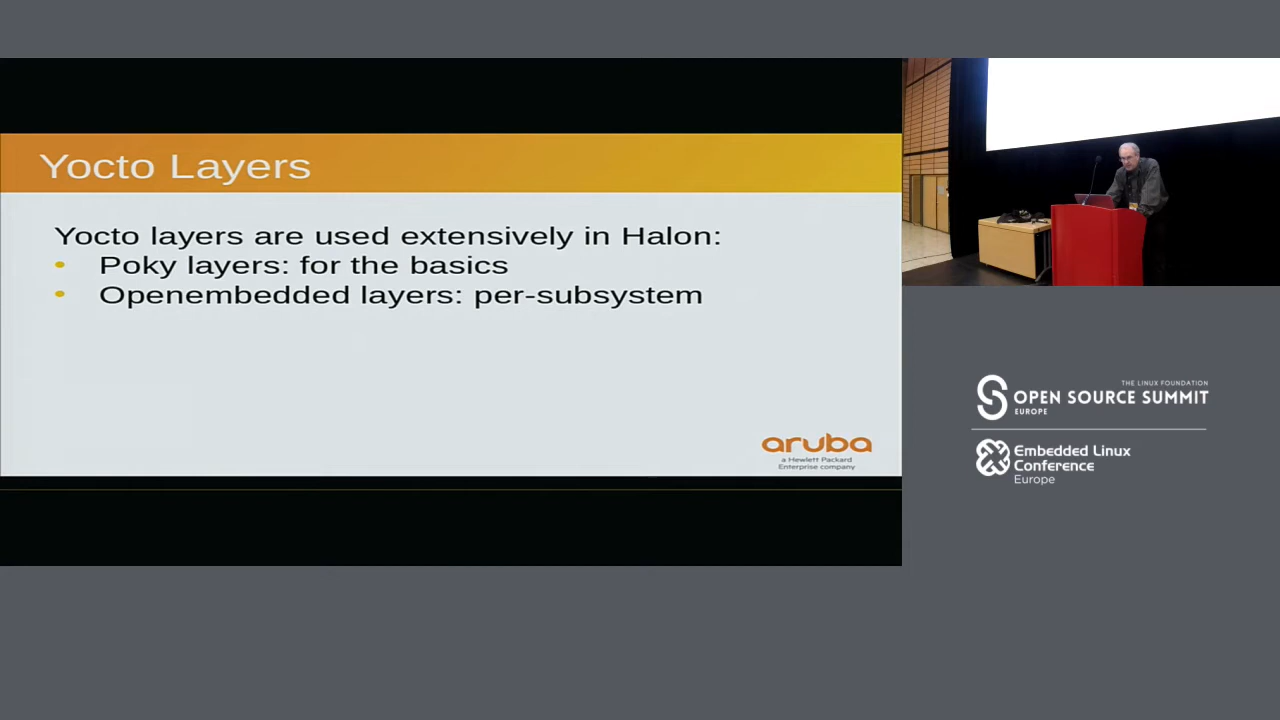 Yocto Layers
Yocto layers are used extensively in Halon:
• Poky layers: for the basics
• Openembedded layers: per-subsystem
aruba
a Hewlett Packard
Enterprise company
THE LINUX FOUNDATION
OPEN SOURCE SUMMIT
EUROPE
Embedded Linux
Conference
Europe